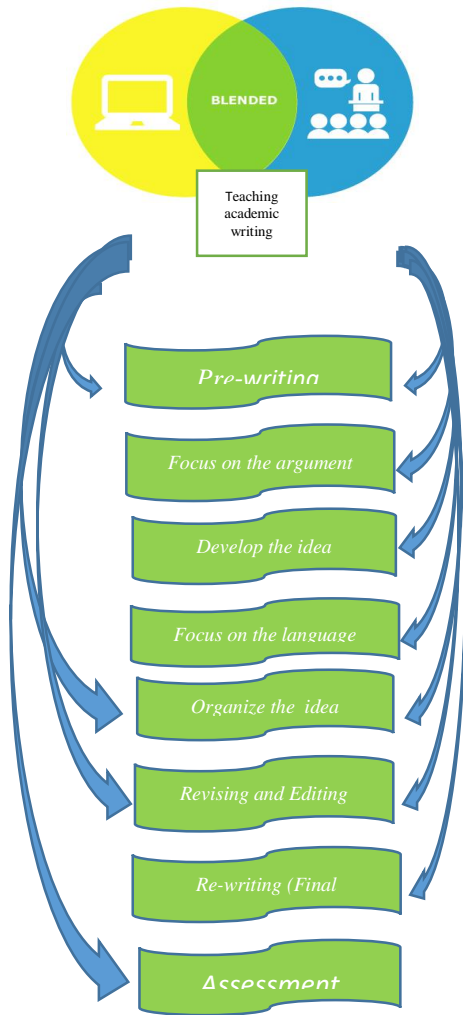 BLENDED
Teaching
academic
writing
Pre-writing
Focus on the argument
Develop the idea
Focus on the language
Organize the idea
Revising and Editing
Re-writing (Final
Assessment